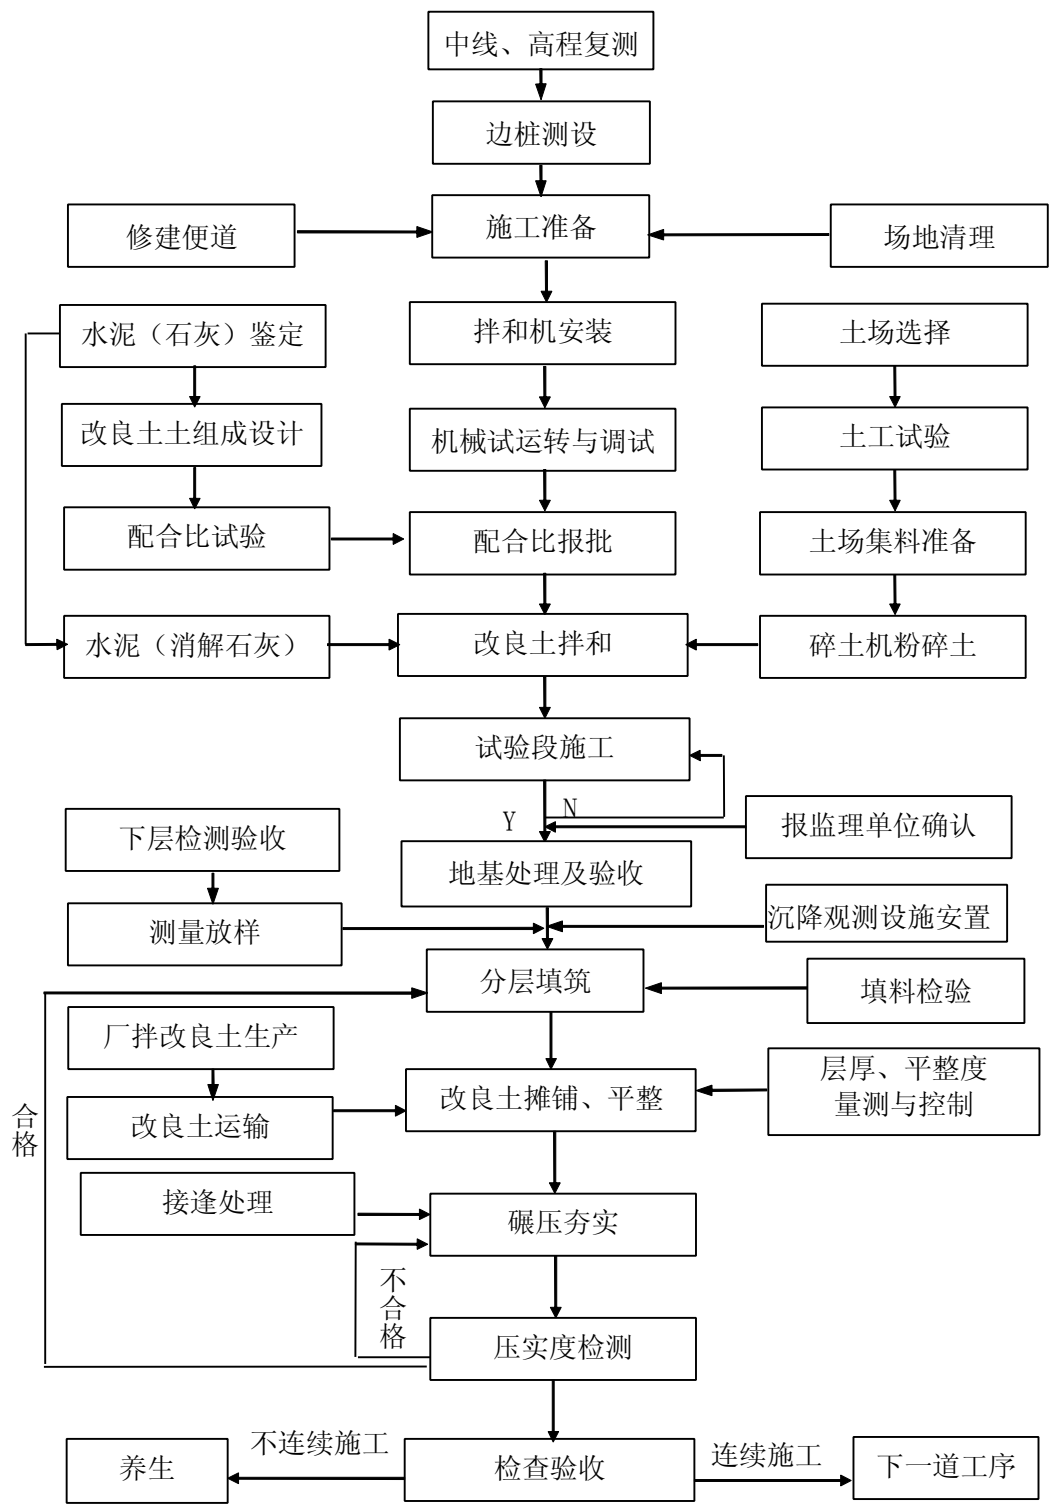 中线、高程复测
边桩测设
修建便道
施工准备
场地清理
水泥（石灰）鉴定
拌和机安装
土场选择
改良土土组成设计
机械试运转与调试
土工试验
配合比试验
配合比报批
土场集料准备
水泥（消解石灰）
改良土拌和
碎土机粉碎土
试验段施工
Y
N
下层检测验收
报监理单位确认
地基处理及验收
测量放样
沉降观测设施安置
分层填筑
填料检验
厂拌改良土生产
层厚、平整度
量测与控制
改良土摊铺、平整
合格
改良土运输
接逢处理
碾压夯实
不合格
压实度检测
不连续施工
连续施工
养生
检查验收
下一道工序